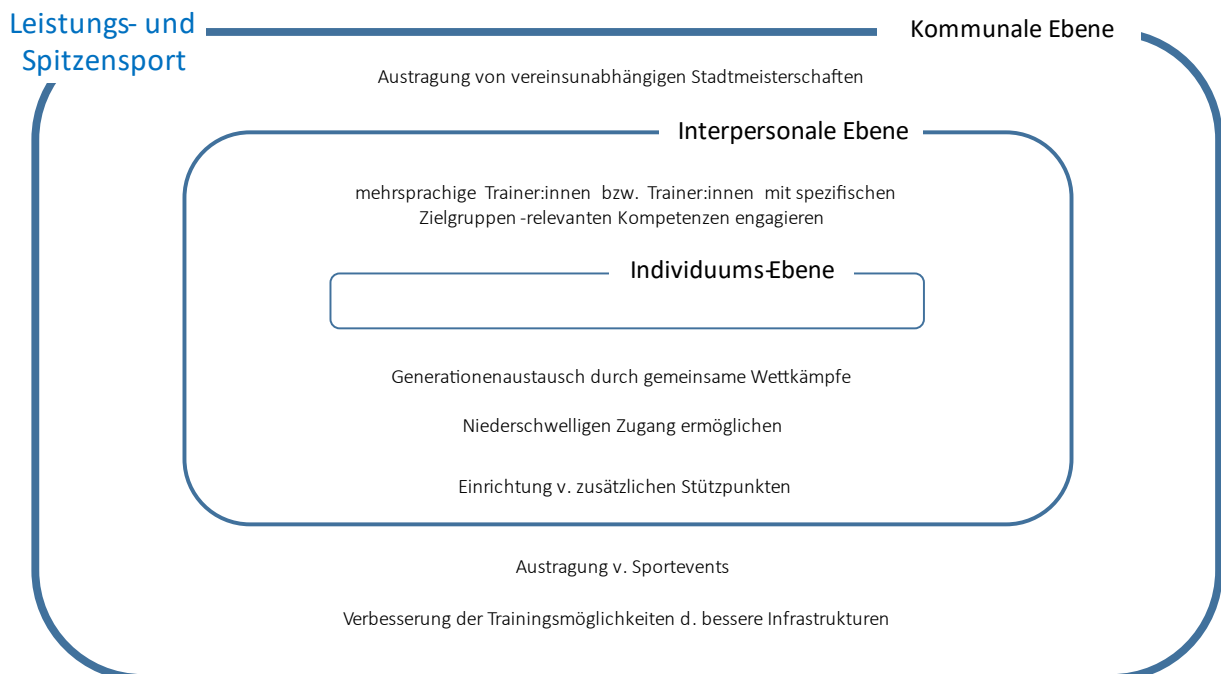 Leistungs- und
Spitzensport
Kommunale Ebene
Austragung von vereinsunabhängigen Stadtmeisterschaften
Interpersonale Ebene
mehrsprachige Trainer:innen bzw. Trainer:innen mit spezifischen
Zielgruppen -relevanten Kompetenzen engagieren
Individuums-Ebene
Generationenaustausch durch gemeinsame Wettkämpfe
Niederschwelligen Zugang ermöglichen
Einrichtung v. zusätzlichen Stützpunkten
Austragung v. Sportevents
Verbesserung der Trainingsmöglichkeiten d. bessere Infrastrukturen